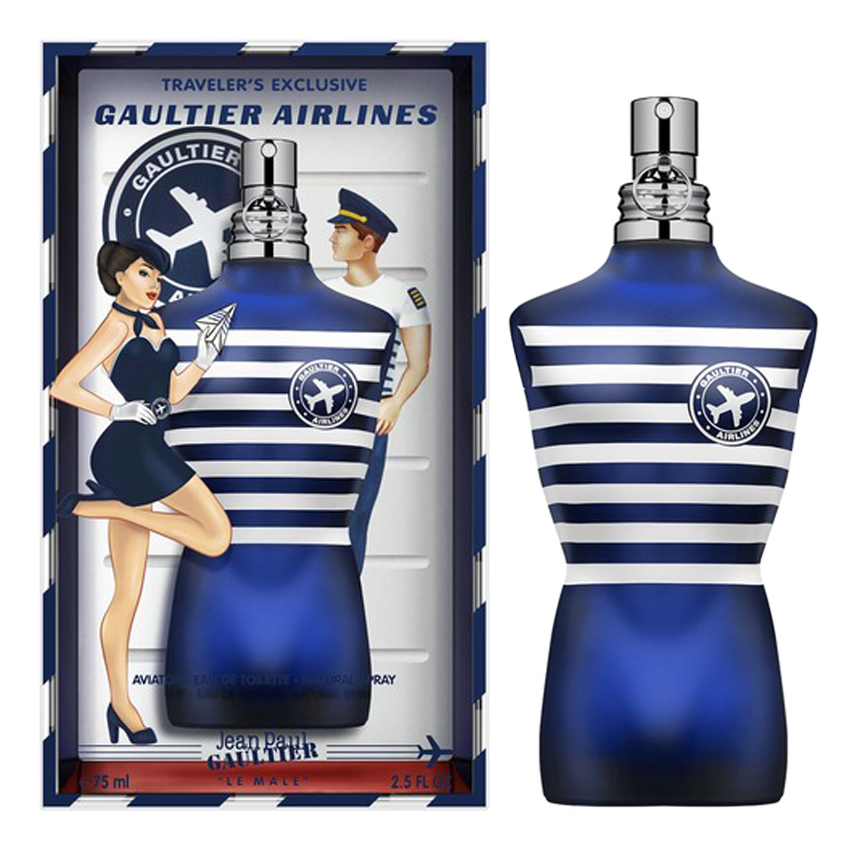 TRAVELER'S EXCLUSIVE
GAULTIER AIRLINES
GAULTIER
GAULTIER
AIRLINES
GAULTIER
AIRLINES
EAU DE TOILETTE
Jean Paul
GAULTIER
"LE MALE"
75 ml
2.5 FL OZ